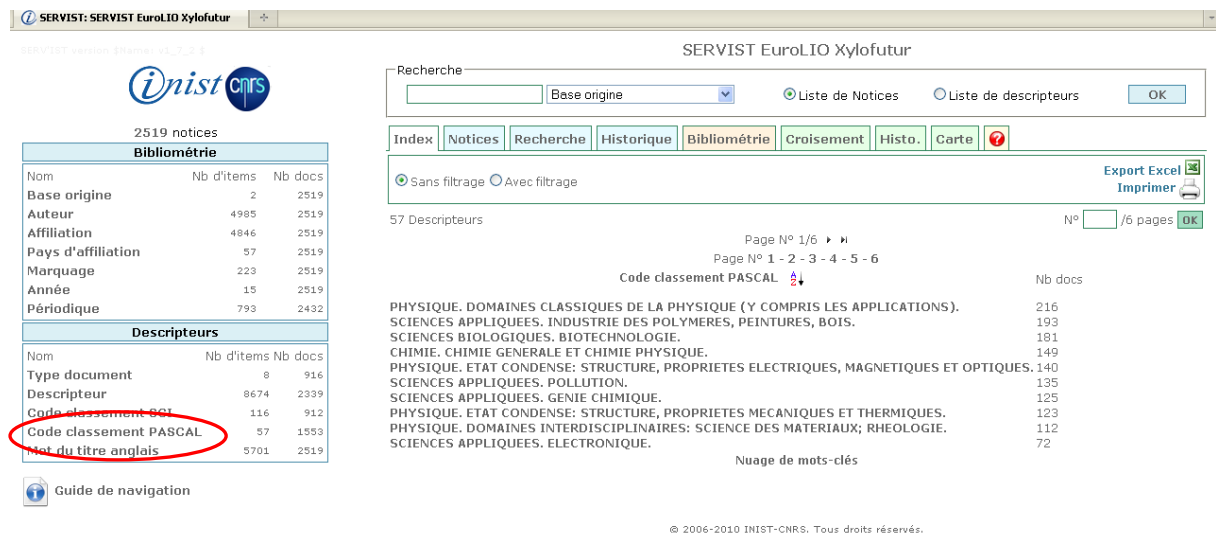 SERVIST: SERVIST EuroLIO Xylofutur
SERV'IST version $Name: v1_7_2 $
inist cnrs
2519 notices
Bibliométrie
Nom Nb d'items Nb docs
Base origine 2 2519
Auteur 4985 2519
Affiliation 4846 2519
Pays d'affiliation 57 2519
Marquage 223 2519
Année 15 2519
Périodique 793 2432
Descripteurs
Nom Nb d'items Nb docs
Type document 8 916
Descripteur 8674 2339
Code classement SCI 116 912
Code classement PASCAL 57 1553
Mot du titre anglais 5701 2519
Guide de navigation
SERVIST EuroLIO Xylofutur
Recherche
Base origine Liste de Notices Liste de descripteurs OK
Index Notices Recherche Historique Bibliométrie Croisement Histo. Carte ?
Sans filtrage Avec filtrage
Export Excel
Imprimer
57 Descripteurs N° /6 pages OK
Page N° 1/6
Page N° 1 - 2 - 3 - 4 - 5 - 6
Code classement PASCAL Nb docs
PHYSIQUE. DOMAINES CLASSIQUES DE LA PHYSIQUE (Y COMPRIS LES APPLICATIONS). 216
SCIENCES APPLIQUEES. INDUSTRIE DES POLYMERES, PEINTURES, BOIS. 193
SCIENCES BIOLOGIQUES. BIOTECHNOLOGIE. 181
CHIMIE. CHIMIE GENERALE ET CHIMIE PHYSIQUE. 149
PHYSIQUE. ETAT CONDENSE: STRUCTURE, PROPRIETES ELECTRIQUES, MAGNETIQUES ET OPTIQUES. 140
SCIENCES APPLIQUEES. POLLUTION. 135
SCIENCES APPLIQUEES. GENIE CHIMIQUE. 125
PHYSIQUE. ETAT CONDENSE: STRUCTURE, PROPRIETES MECANIQUES ET THERMIQUES. 123
PHYSIQUE. DOMAINES INTERDISCIPLINAIRES: SCIENCE DES MATERIAUX; RHEOLOGIE. 112
SCIENCES APPLIQUEES. ELECTRONIQUE. 72
Nuage de mots-clés
© 2006-2010 INIST-CNRS. Tous droits réservés.